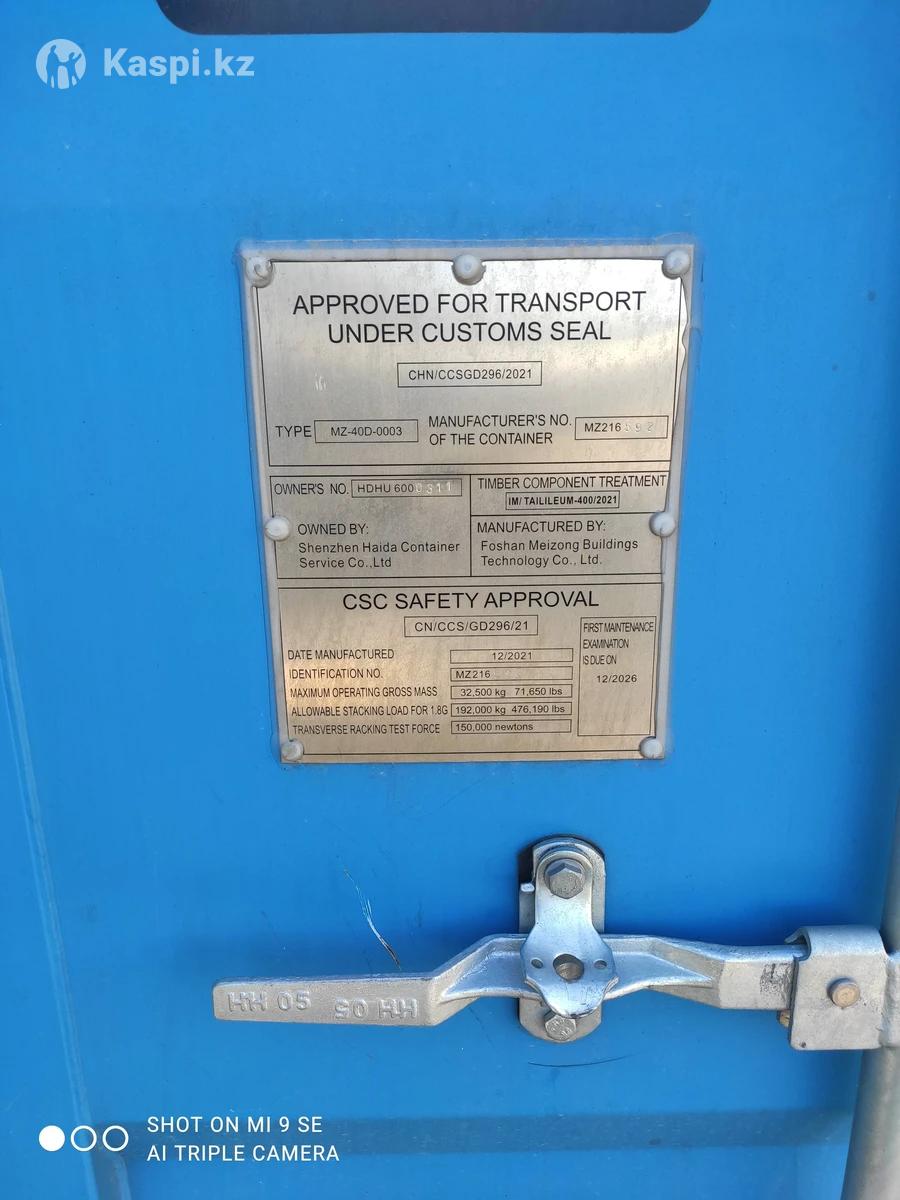 Kaspi.kz
APPROVED FOR TRANSPORT
UNDER CUSTOMS SEAL
CHN/CCSGD296/2021
TYPE MZ-40D-0003
MANUFACTURER'S NO.
OF THE CONTAINER
MZ216592
OWNER'S NO. HDHU 6000311
TIMBER COMPONENT TREATMENT
IM/ TAILILEUM-400/2021
OWNED BY:
Shenzhen Haida Container
Service Co.,Ltd
MANUFACTURED BY:
Foshan Meizong Buildings
Technology Co., Ltd.
CSC SAFETY APPROVAL
CN/CCS/GD296/21
DATE MANUFACTURED 12/2021
IDENTIFICATION NO. MZ216
MAXIMUM OPERATING GROSS MASS 32,500 kg 71,650 lbs
ALLOWABLE STACKING LOAD FOR 1.8G 192,000 kg 476,190 lbs
TRANSVERSE RACKING TEST FORCE 150,000 newtons
FIRST MAINTENANCE
EXAMINATION
IS DUE ON
12/2026
HH 05 HH 05
SHOT ON MI 9 SE
AI TRIPLE CAMERA